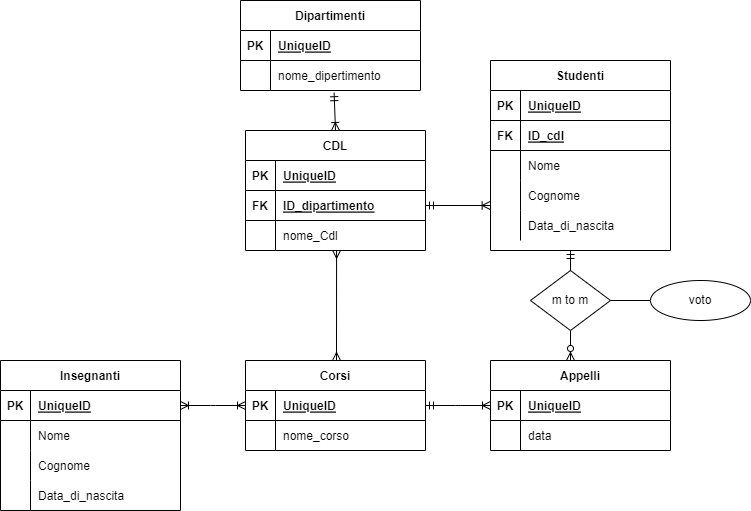 Dipartimenti
PK UniqueID
nome_dipertimento
CDL
PK UniqueID
FK ID_dipartimento
nome_Cdl
Studenti
PK UniqueID
FK ID_cdl
Nome
Cognome
Data_di_nascita
m to m
voto
Insegnanti
PK UniqueID
Nome
Cognome
Data_di_nascita
Corsi
PK UniqueID
nome_corso
Appelli
PK UniqueID
data